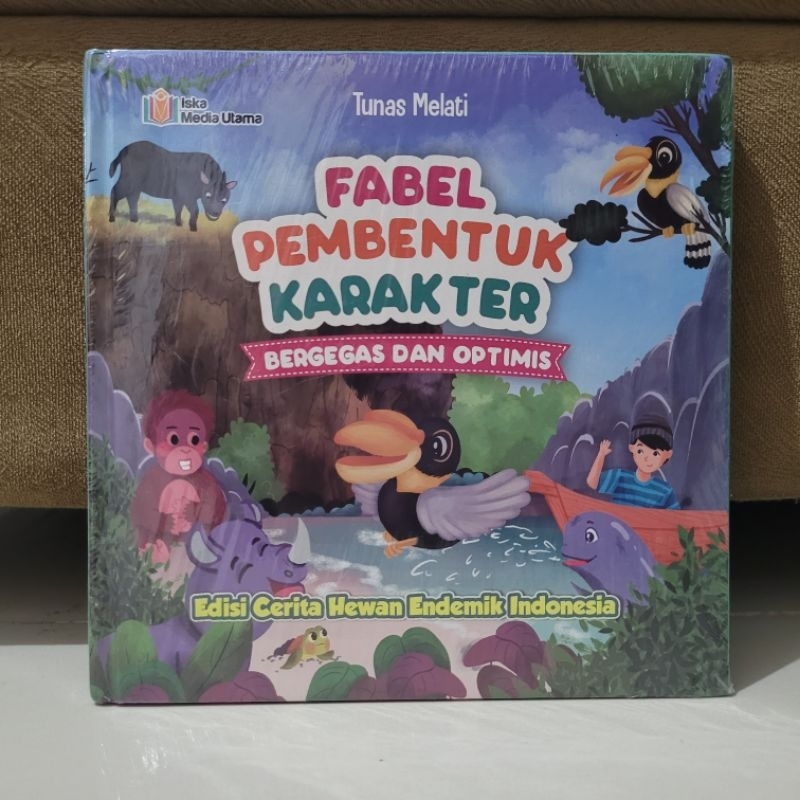 Iska
Media Utama
Tunas Melati
FABEL
PEMBENTUK
KARAKTER
BERGEGAS DAN OPTIMIS
Edisi Cerita Hewan Endemik Indonesia